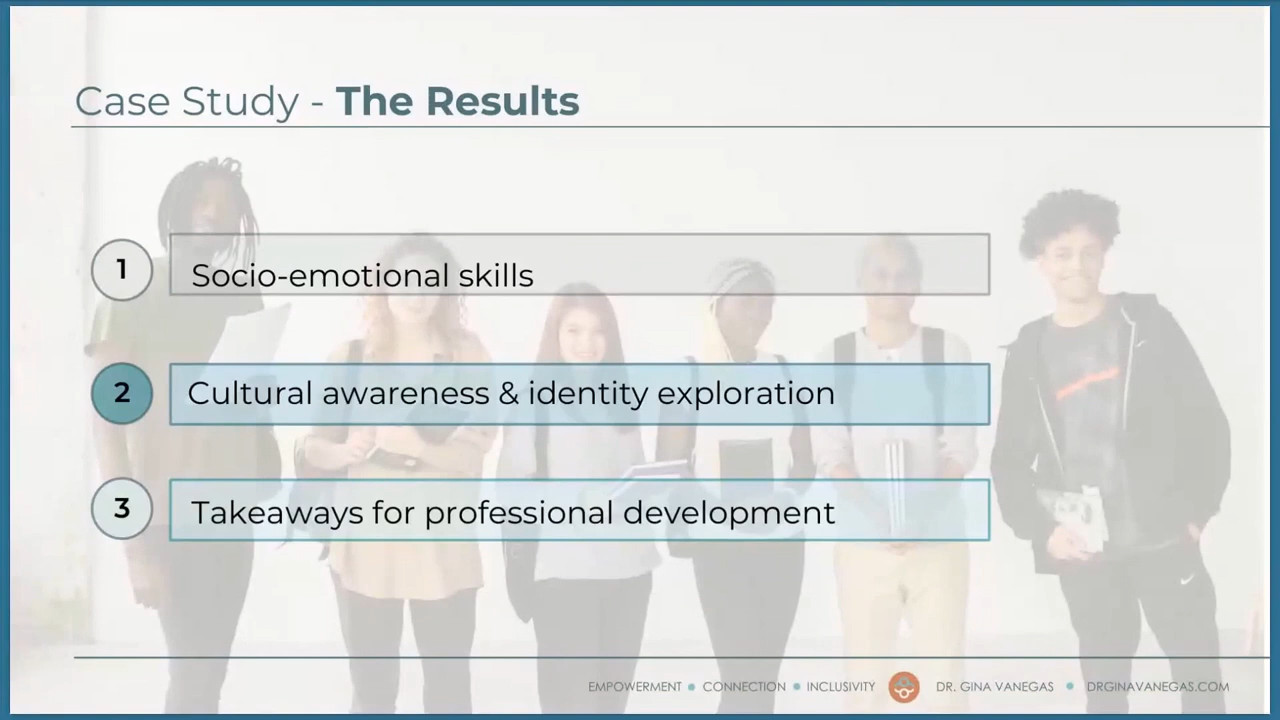 Case Study - The Results
1 Socio-emotional skills
2 Cultural awareness & identity exploration
3 Takeaways for professional development
EMPOWERMENT • CONNECTION • INCLUSIVITY DR. GINA VANEGAS • DRGINAVANEGAS.COM